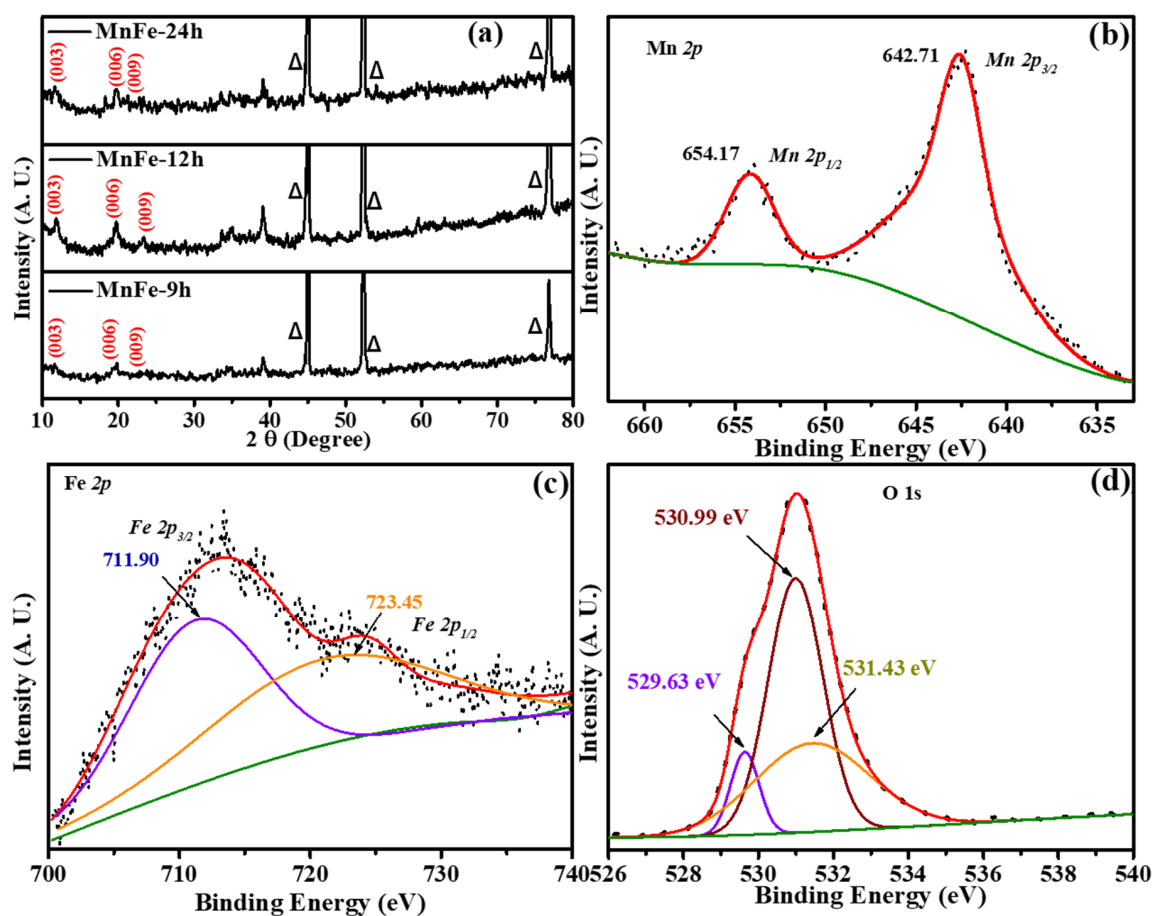 (a)
MnFe-24h
(003)
(006)
(009)
Δ
Δ
Δ
MnFe-12h
(003)
(006)
(009)
Δ
Δ
Δ
MnFe-9h
(003)
(006)
(009)
Δ
Δ
Δ
Intensity (A. U.)
10 20 30 40 50 60 70 80
2 θ (Degree)
(b)
Mn 2p
642.71
Mn 2p3/2
654.17
Mn 2p1/2
Intensity (A. U.)
660 655 650 645 640 635
Binding Energy (eV)
(c)
Fe 2p
Fe 2p3/2
711.90
723.45
Fe 2p1/2
Intensity (A. U.)
700 710 720 730 740
Binding Energy (eV)
(d)
O 1s
530.99 eV
529.63 eV
531.43 eV
Intensity (A. U.)
526 528 530 532 534 536 538 540
Binding Energy (eV)